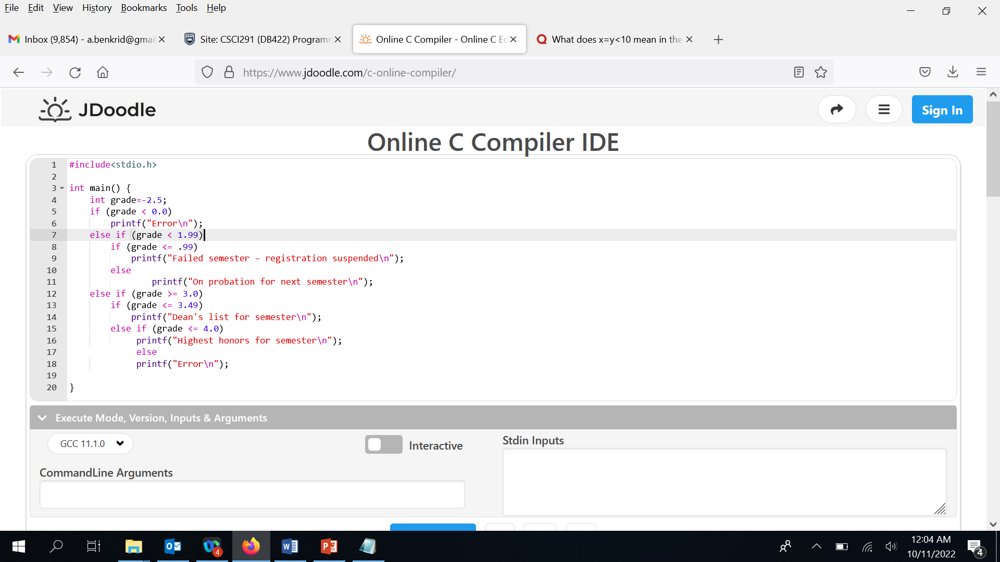 File Edit View History Bookmarks Tools Help
Inbox (9,854) - a.benkrid@gmail
Site: CSCI291 (DB422) Programm
Online C Compiler - Online C Ed
What does x=y<10 mean in the
https://www.jdoodle.com/c-online-compiler/
JDoodle
Sign In
Online C Compiler IDE
1 #include<stdio.h>
2
3 int main() {
4     int grade=-2.5;
5     if (grade < 0.0)
6         printf("Error\n");
7     else if (grade < 1.99)
8         if (grade <= .99)
9             printf("Failed semester – registration suspended\n");
10         else
11                 printf("On probation for next semester\n");
12     else if (grade >= 3.0)
13         if (grade <= 3.49)
14             printf("Dean's list for semester\n");
15         else if (grade <= 4.0)
16              printf("Highest honors for semester\n");
17              else
18              printf("Error\n");
19
20 }
Execute Mode, Version, Inputs & Arguments
GCC 11.1.0
Interactive
Stdin Inputs
CommandLine Arguments
4
12:04 AM
10/11/2022
4